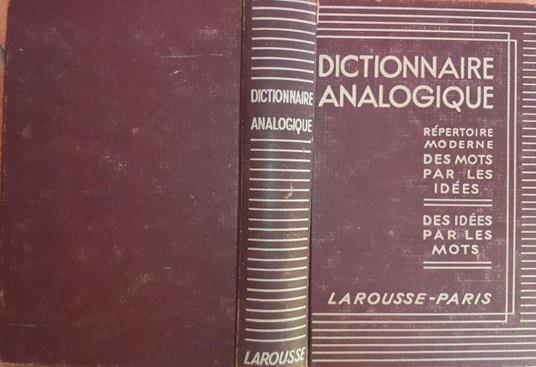 DICTIONNAIRE
ANALOGIQUE
LAROUSSE
DICTIONNAIRE
ANALOGIQUE
RÉPERTOIRE
MODERNE
DES MOTS
PAR LES
IDÉES
DES IDÉES
PAR LES
MOTS
LAROUSSE-PARIS